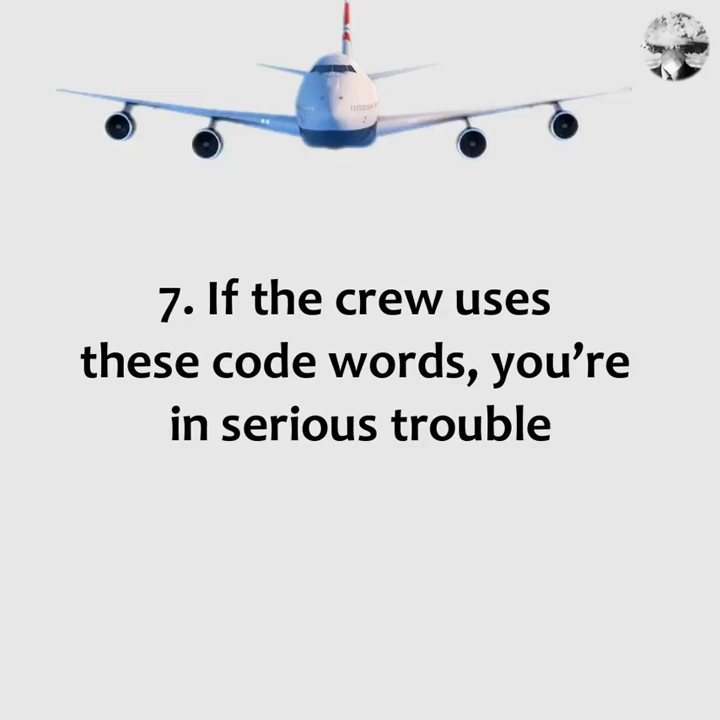 7. If the crew uses
these code words, you’re
in serious trouble